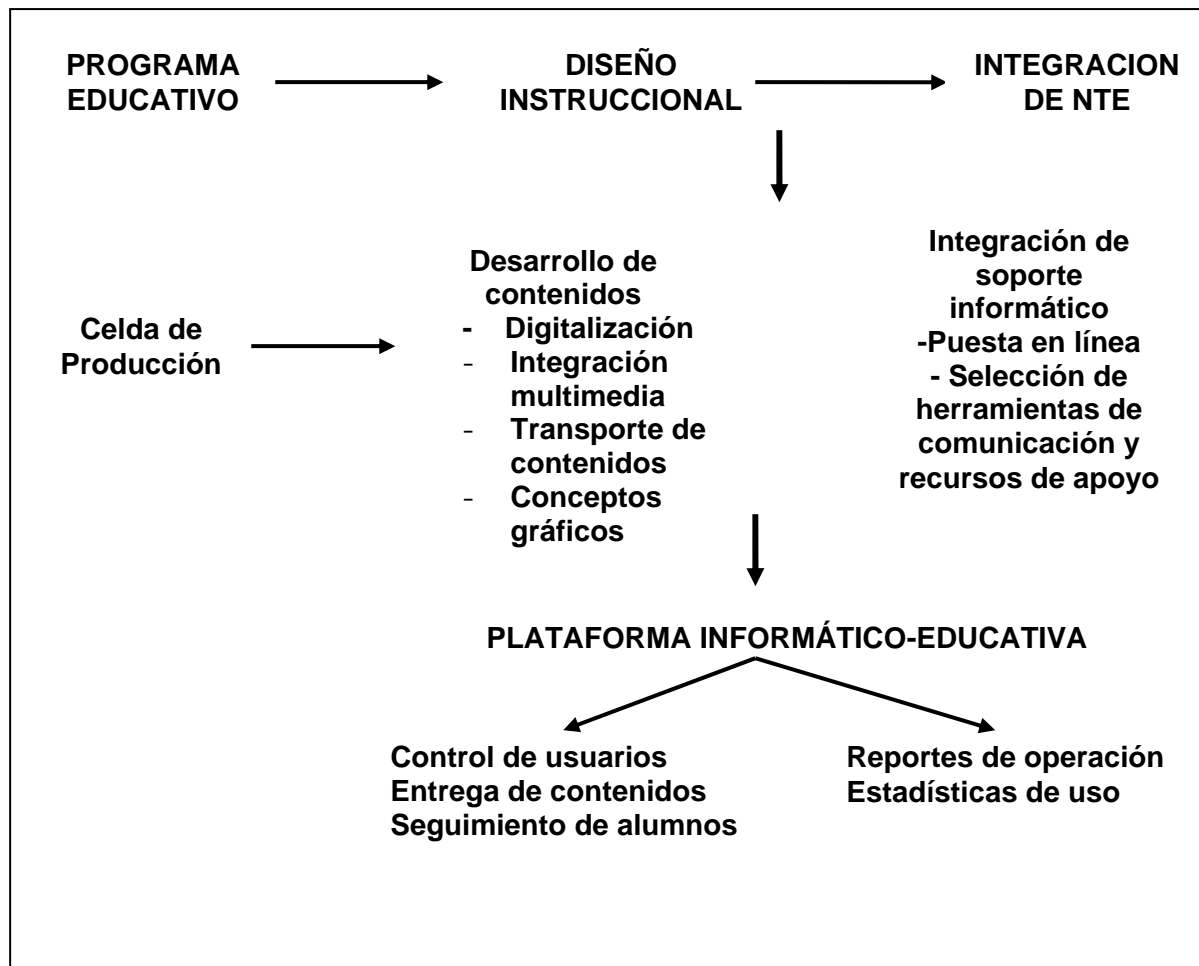 PROGRAMA
EDUCATIVO
DISEÑO
INSTRUCCIONAL
INTEGRACION
DE NTE
Celda de
Producción
Desarrollo de
contenidos
- Digitalización
- Integración
multimedia
- Transporte de
contenidos
- Conceptos
gráficos
Integración de
soporte
informático
-Puesta en línea
- Selección de
herramientas de
comunicación y
recursos de apoyo
PLATAFORMA INFORMÁTICO-EDUCATIVA
Control de usuarios
Entrega de contenidos
Seguimiento de alumnos
Reportes de operación
Estadísticas de uso